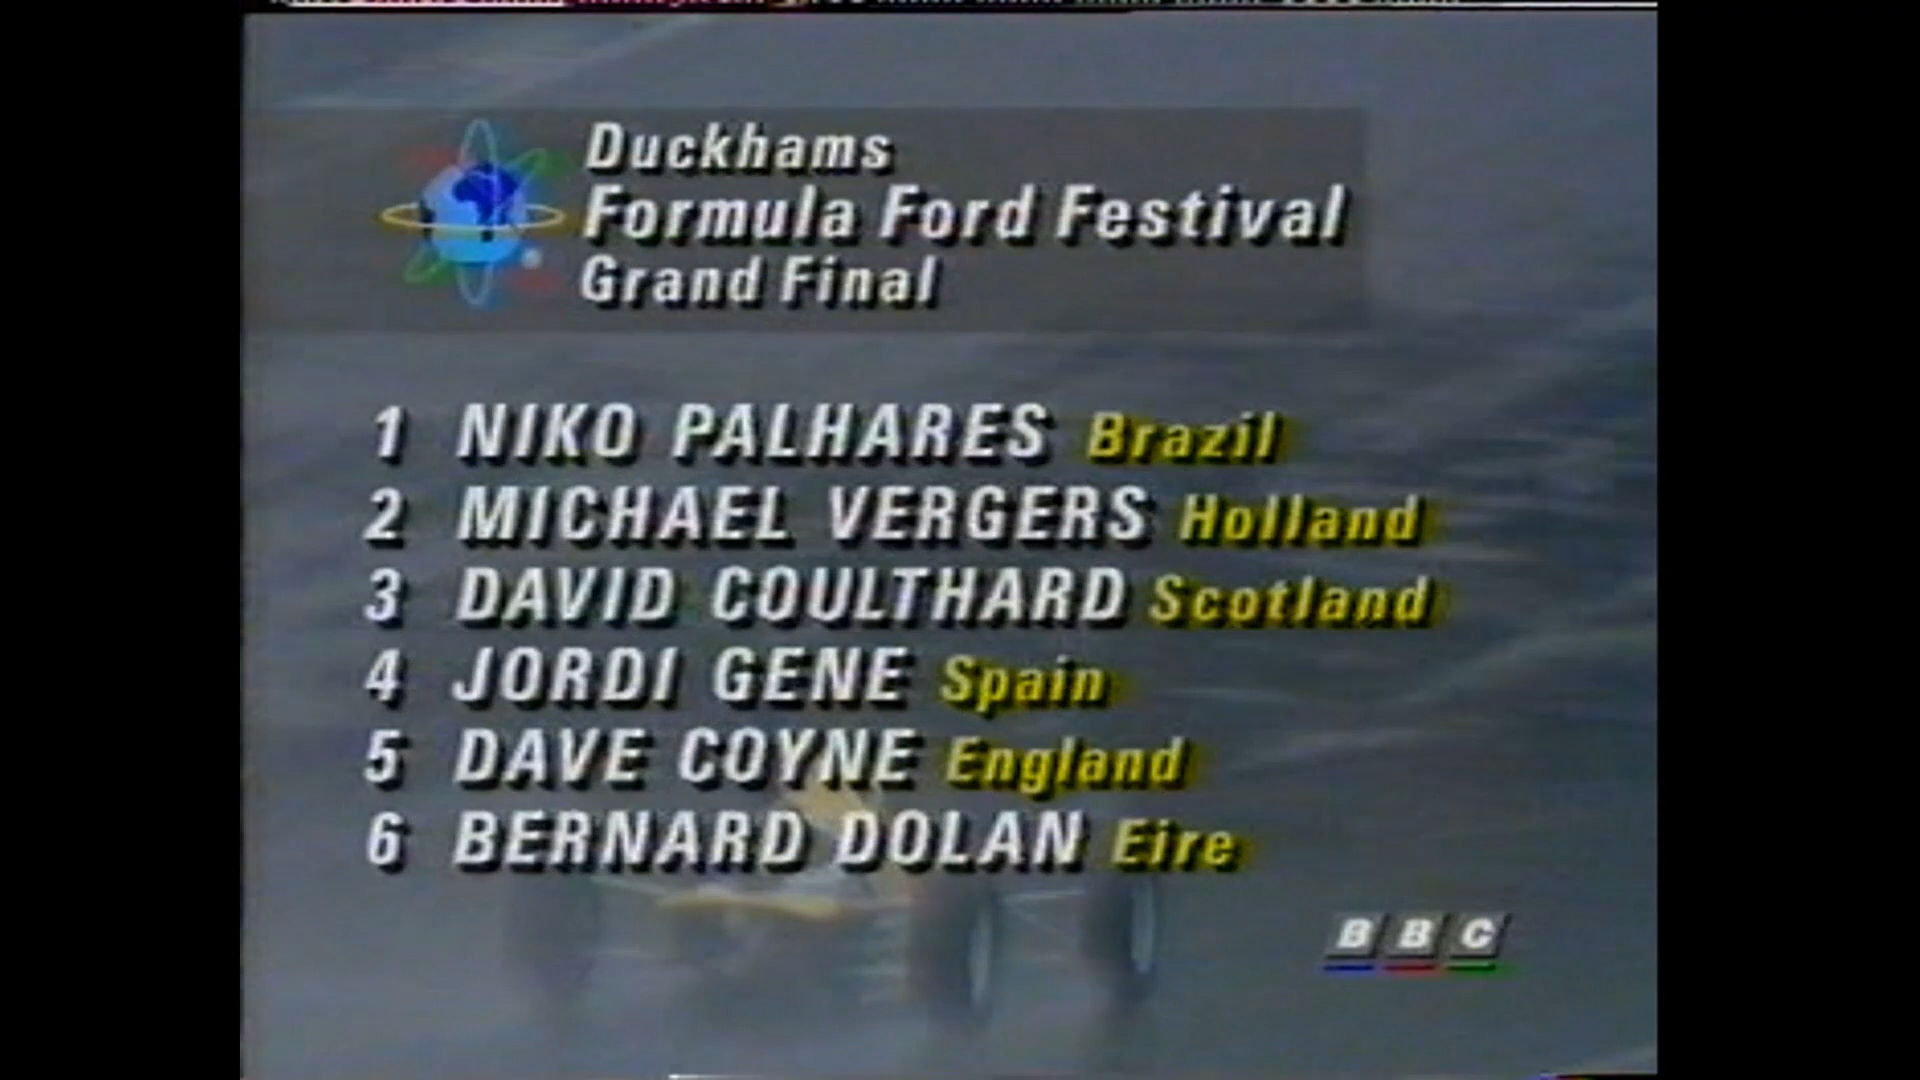 Duckhams
Formula Ford Festival
Grand Final
1 NIKO PALHARES Brazil
2 MICHAEL VERGERS Holland
3 DAVID COULTHARD Scotland
4 JORDI GENE Spain
5 DAVE COYNE England
6 BERNARD DOLAN Eire
BBC